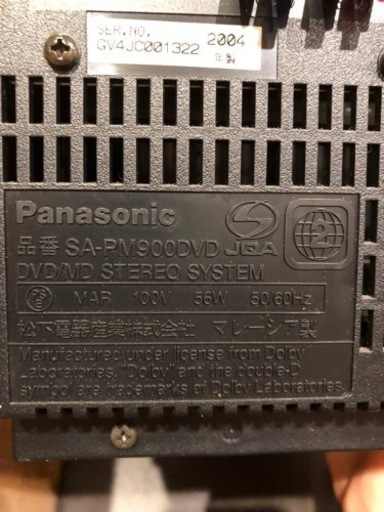 SER.NO.
GV4JC001322 2004 年製
Panasonic JQA 2
品番 SA-PM900DVD
DVD/MD STEREO SYSTEM
MAR 100V 56W 50/60Hz
松下電器産業株式会社 マレーシア製
Manufactured under license from Dolby
Laboratories. "Dolby" and the double-D
symbol are trademarks of Dolby Laboratories.